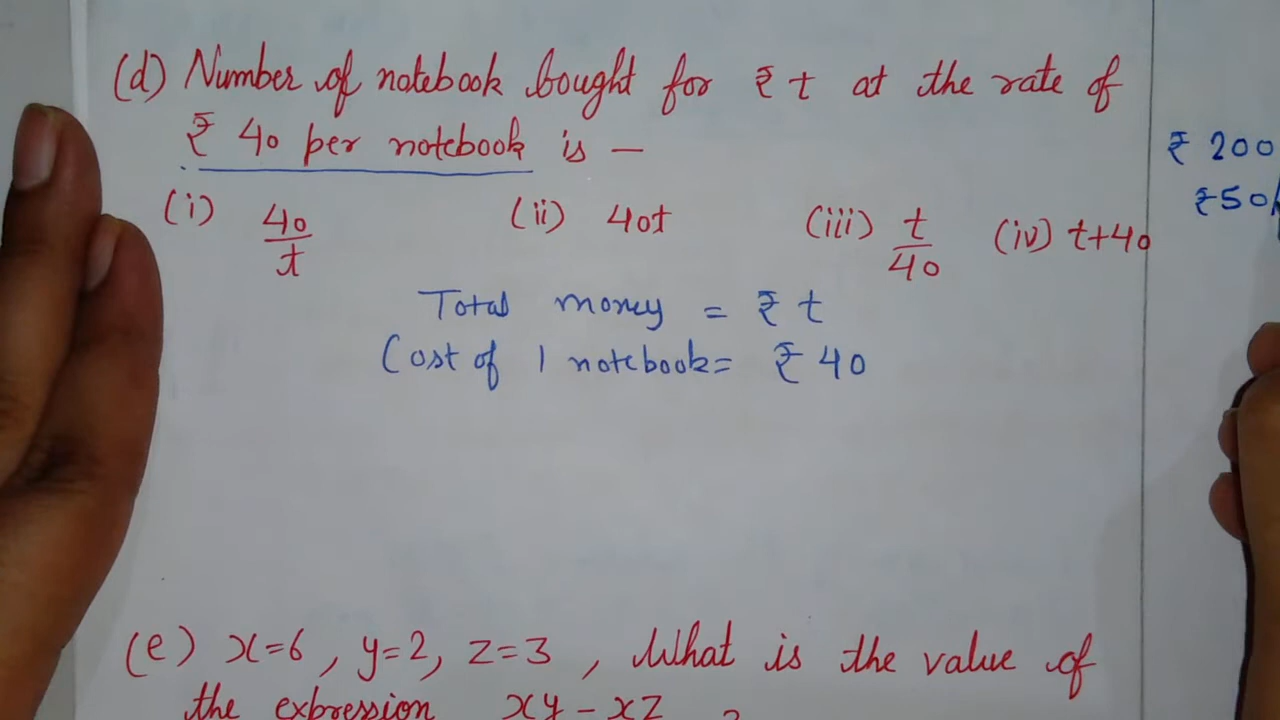 (d) Number of notebook bought for ₹ t at the rate of
₹ 40 per notebook is —
(i) 40/t (ii) 40t (iii) t/40 (iv) t+40
Total money = ₹ t
Cost of 1 notebook = ₹ 40
₹ 200
₹50
(e) x=6, y=2, z=3, What is the value of
the expression xy - xz ?